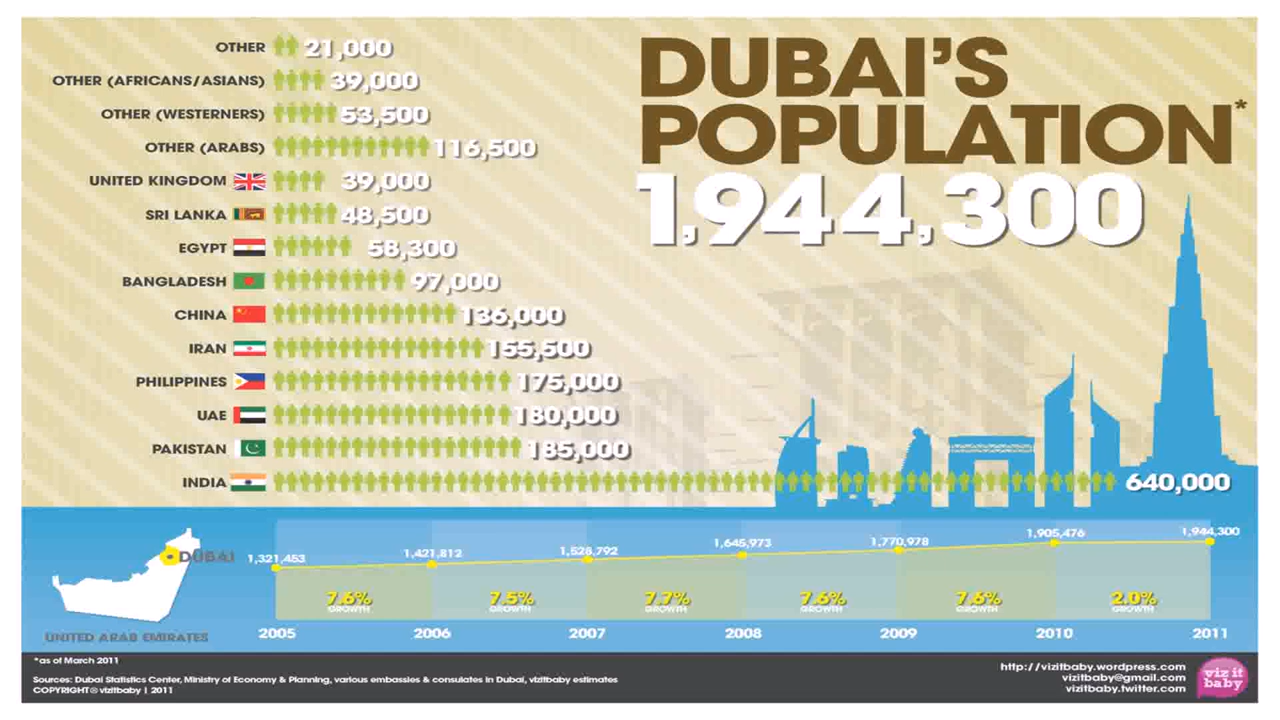 DUBAI'S
POPULATION*
1,944,300
OTHER 21,000
OTHER (AFRICANS/ASIANS) 39,000
OTHER (WESTERNERS) 53,500
OTHER (ARABS) 116,500
UNITED KINGDOM 39,000
SRI LANKA 48,500
EGYPT 58,300
BANGLADESH 97,000
CHINA 136,000
IRAN 155,500
PHILIPPINES 175,000
UAE 180,000
PAKISTAN 185,000
INDIA 640,000
DUBAI
UNITED ARAB EMIRATES
1,321,453 1,421,812 1,528,792 1,645,973 1,770,978 1,905,476 1,944,300
7.6% 7.5% 7.7% 7.6% 7.6% 2.0%
GROWTH GROWTH GROWTH GROWTH GROWTH GROWTH
2005 2006 2007 2008 2009 2010 2011
*as of March 2011
Sources: Dubai Statistics Center, Ministry of Economy & Planning, various embassies & consulates in Dubai, vizitbaby estimates
COPYRIGHT® vizitbaby | 2011
http://vizitbaby.wordpress.com
vizitbaby@gmail.com
vizitbaby.twitter.com
viz it
baby